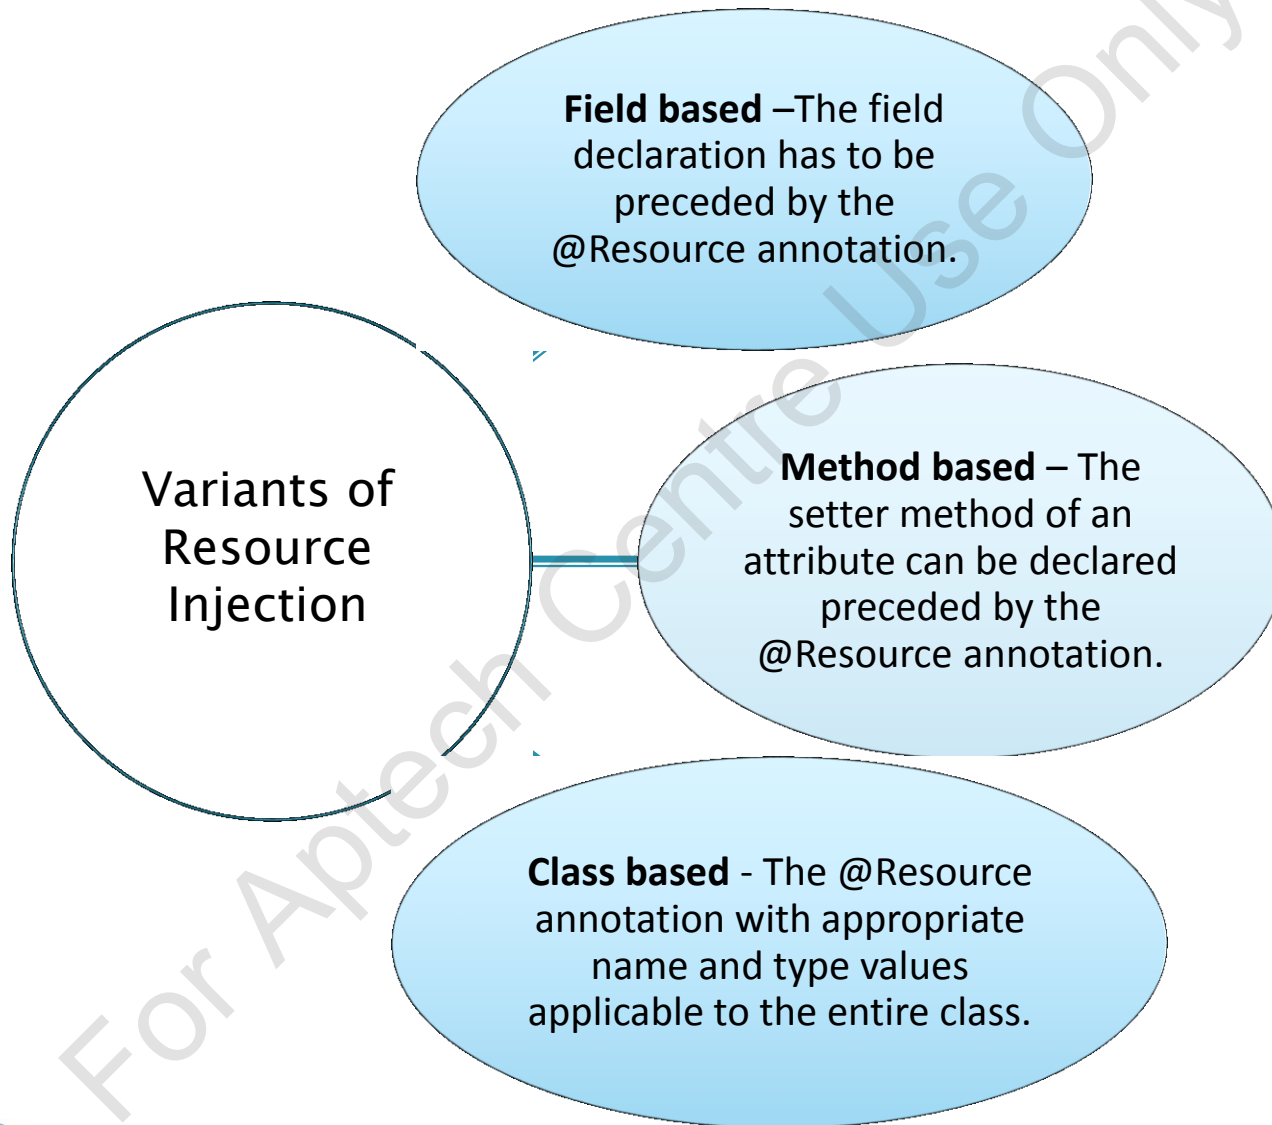 Field based –The field
declaration has to be
preceded by the
@Resource annotation.
Variants of
Resource
Injection
Method based – The
setter method of an
attribute can be declared
preceded by the
@Resource annotation.
Class based - The @Resource
annotation with appropriate
name and type values
applicable to the entire class.
For Aptech Centre Use Only